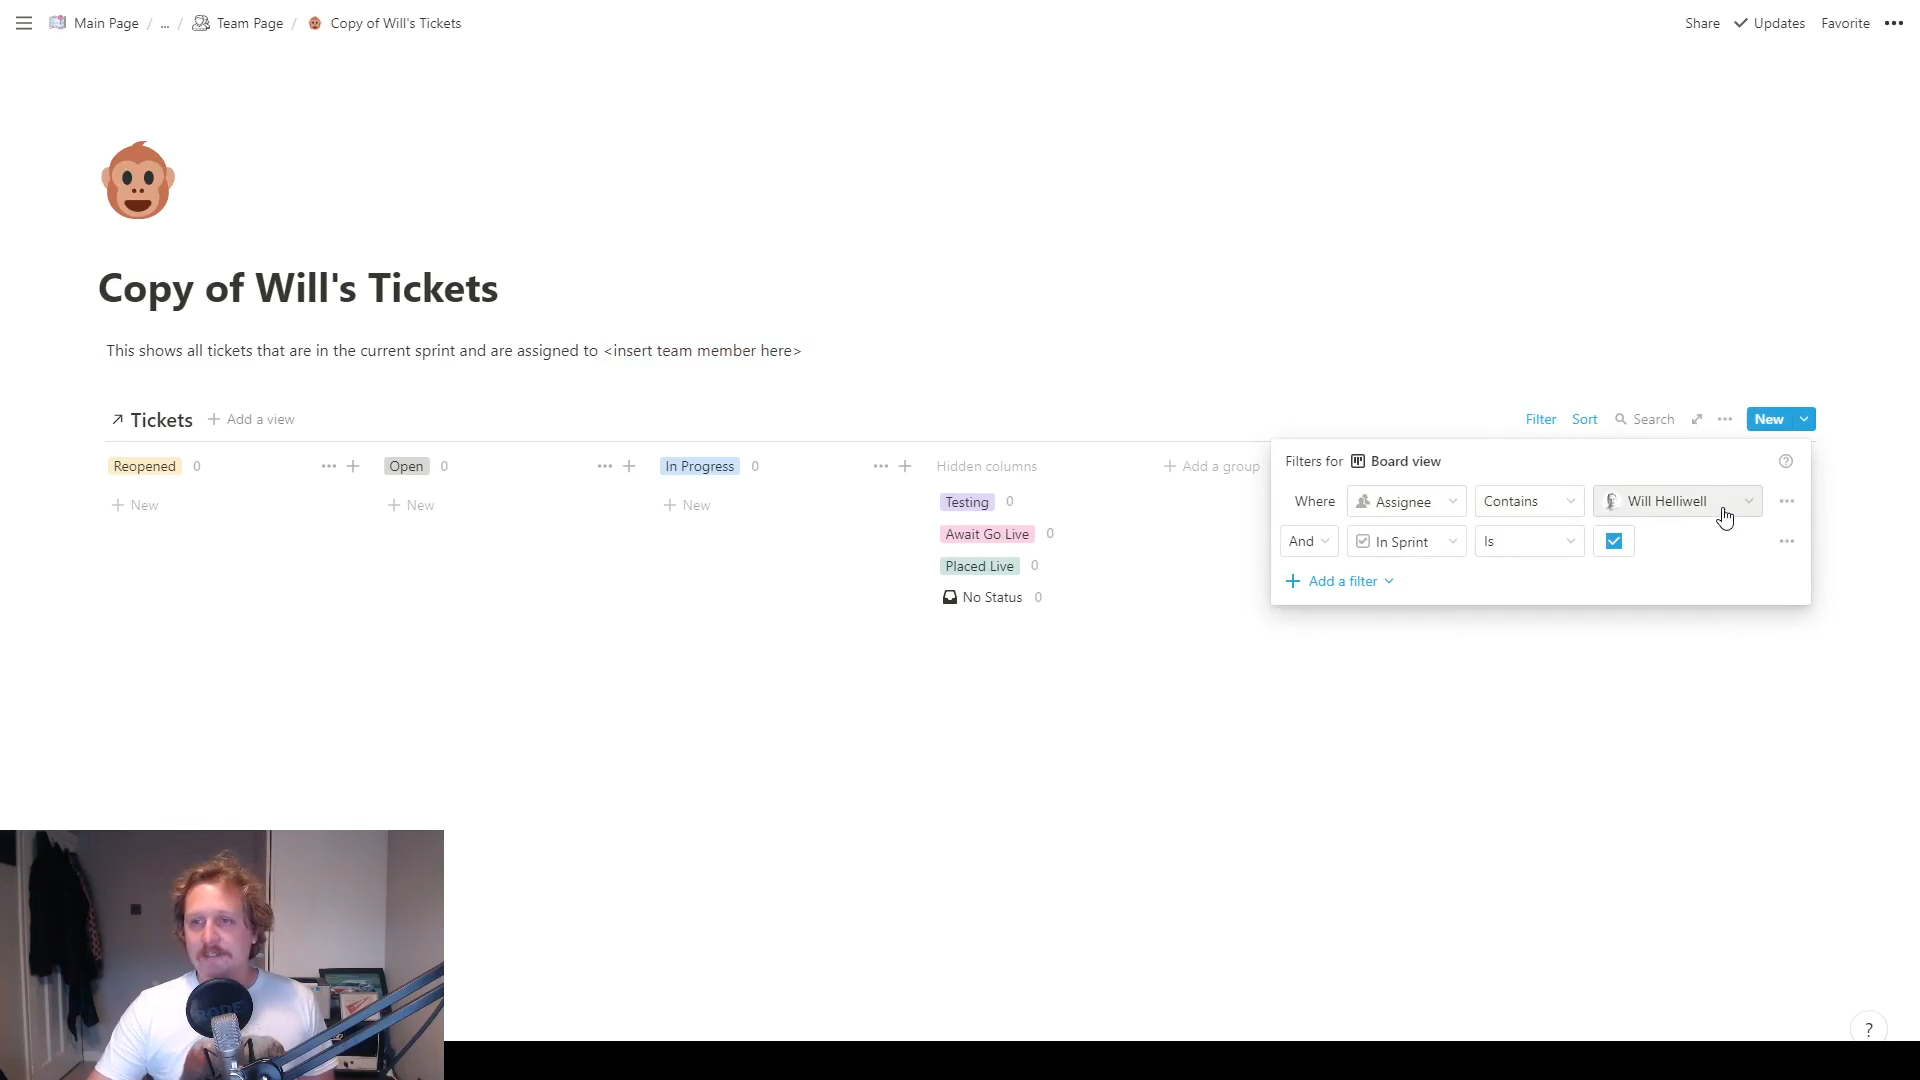 Main Page / ... / Team Page / Copy of Will's Tickets
Share Updates Favorite
Copy of Will's Tickets
This shows all tickets that are in the current sprint and are assigned to <insert team member here>
Tickets Add a view
Filter Sort Search New
Reopened 0
New
Open 0
New
In Progress 0
New
Hidden columns
Testing 0
Await Go Live 0
Placed Live 0
No Status 0
Add a group
Filters for Board view
Where Assignee Contains Will Helliwell
And In Sprint Is
Add a filter
?
RODE